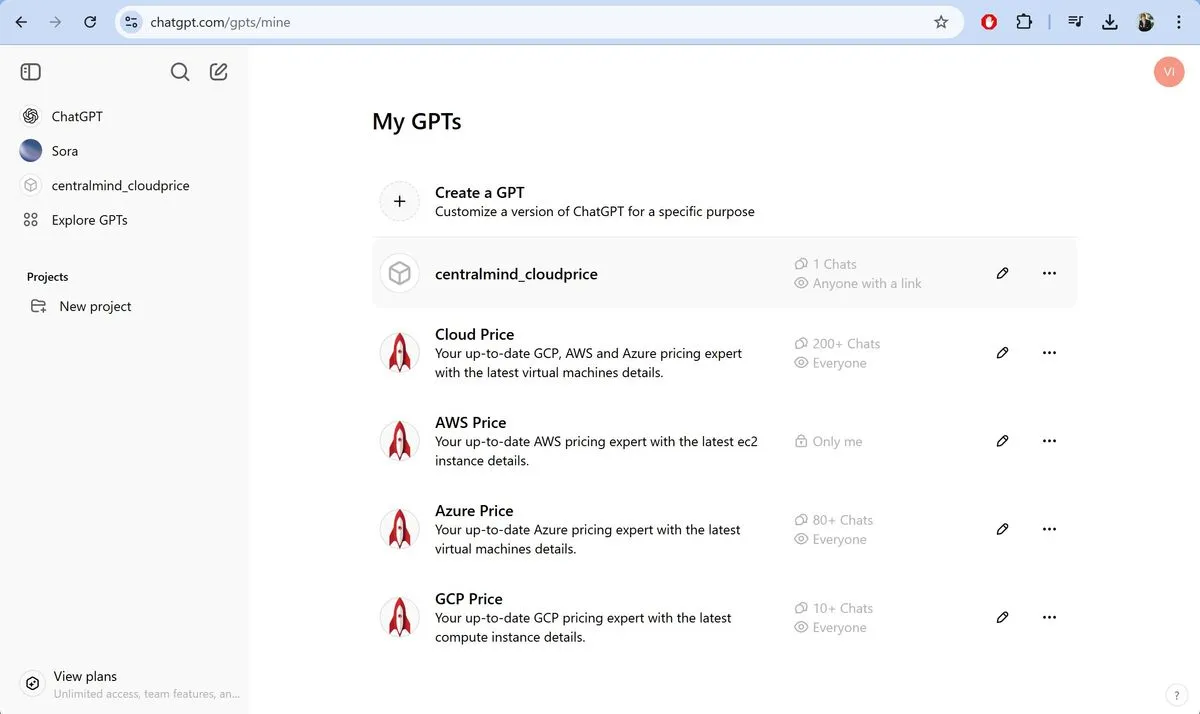 chatgpt.com/gpts/mine
VI
ChatGPT
Sora
centralmind_cloudprice
Explore GPTs
Projects
New project
View plans
Unlimited access, team features, an...
My GPTs
+
Create a GPT
Customize a version of ChatGPT for a specific purpose
centralmind_cloudprice
1 Chats
Anyone with a link
Cloud Price
Your up-to-date GCP, AWS and Azure pricing expert
with the latest virtual machines details.
200+ Chats
Everyone
AWS Price
Your up-to-date AWS pricing expert with the latest ec2
instance details.
Only me
Azure Price
Your up-to-date Azure pricing expert with the latest
virtual machines details.
80+ Chats
Everyone
GCP Price
Your up-to-date GCP pricing expert with the latest
compute instance details.
10+ Chats
Everyone
?